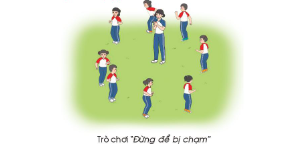 Trò chơi "Đừng để bị chạm"